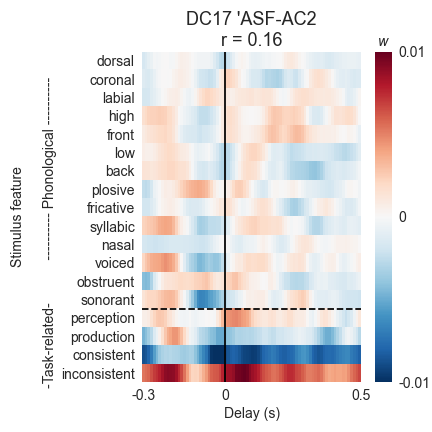 DC17 'ASF-AC2
r = 0.16
w
dorsal
coronal
labial
high
front
low
back
plosive
fricative
syllabic
nasal
voiced
obstruent
sonorant
perception
production
consistent
inconsistent
Stimulus feature
----------- Phonological -----------
-Task-related-
0.01
0
-0.01
-0.3
0
0.5
Delay (s)